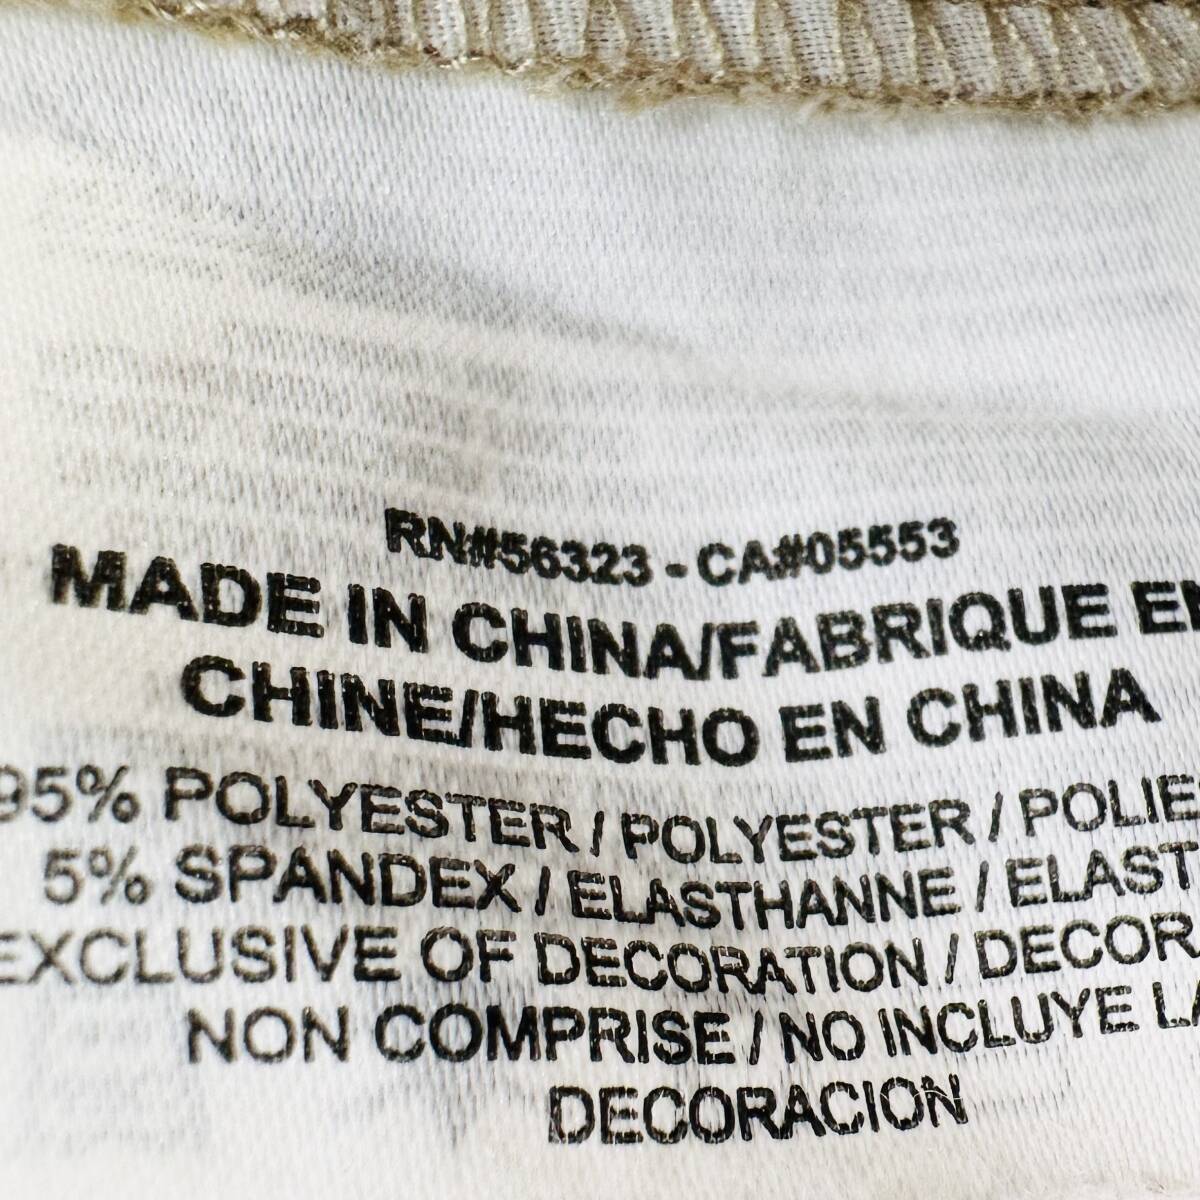 RN#56323 - CA#05553
MADE IN CHINA/FABRIQUE EN
CHINE/HECHO EN CHINA
95% POLYESTER / POLYESTER / POLIE
5% SPANDEX / ELASTHANNE / ELAST
EXCLUSIVE OF DECORATION / DECOR
NON COMPRISE / NO INCLUYE LA
DECORACION